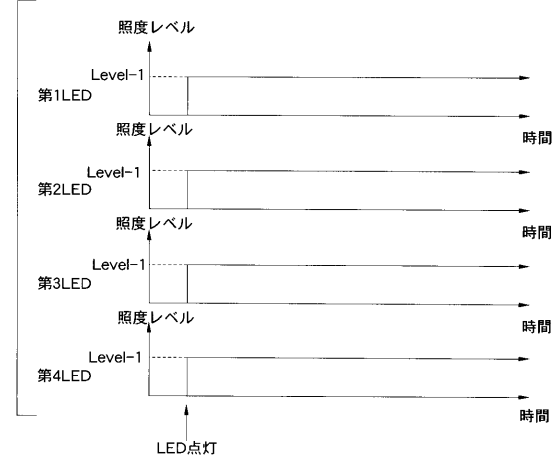 照度レベル
Level-1
第1LED
時間
照度レベル
Level-1
第2LED
時間
照度レベル
Level-1
第3LED
時間
照度レベル
Level-1
第4LED
時間
LED点灯